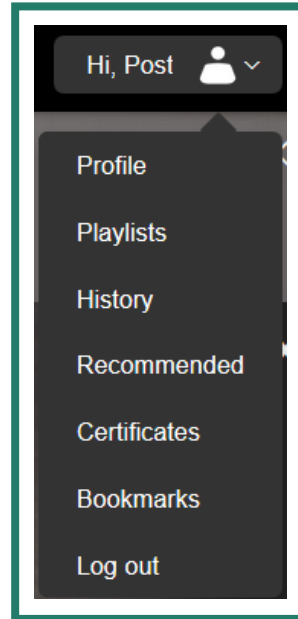 Hi, Post
Profile
Playlists
History
Recommended
Certificates
Bookmarks
Log out